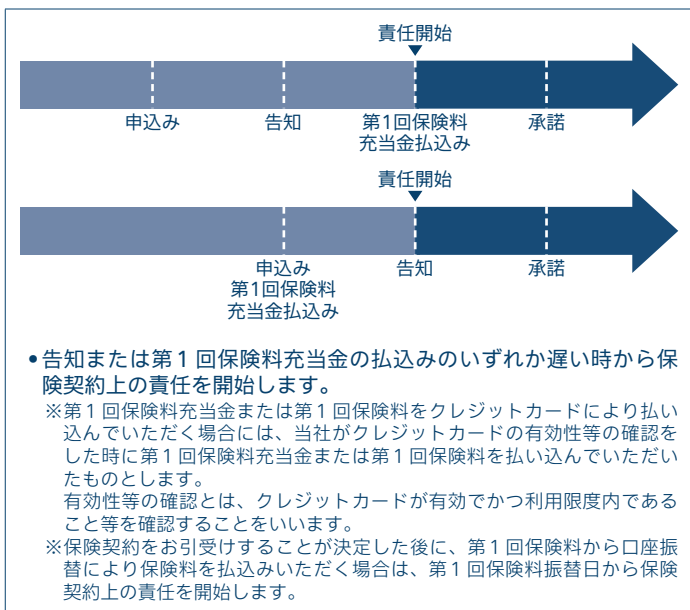 責任開始
申込み 告知 第1回保険料 承諾
充当金払込み
責任開始
申込み 告知 承諾
第1回保険料
充当金払込み
•告知または第1回保険料充当金の払込みのいずれか遅い時から保
険契約上の責任を開始します。
※第1回保険料充当金または第1回保険料をクレジットカードにより払い
込んでいただく場合には、当社がクレジットカードの有効性等の確認を
した時に第1回保険料充当金または第1回保険料を払い込んでいただい
たものとします。
有効性等の確認とは、クレジットカードが有効でかつ利用限度内である
こと等を確認することをいいます。
※保険契約をお引受けすることが決定した後に、第1回保険料から口座振
替により保険料を払込みいただく場合は、第1回保険料振替日から保険
契約上の責任を開始します。